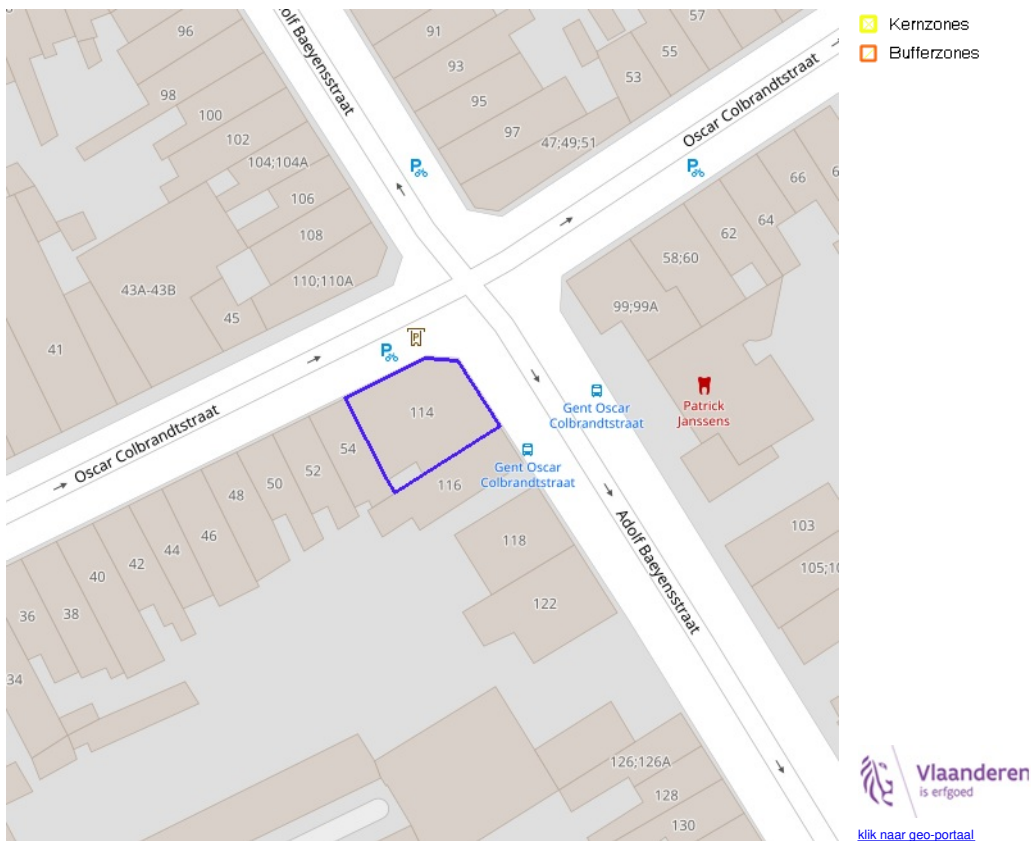 Adolf Baeyensstraat
96
98
100
102
104;104A
106
108
110;110A
43A-43B
45
41
91
93
95
97
47;49;51
53
55
57
Oscar Colbrandtstraat
66
64
62
58;60
99;99A
Patrick
Janssens
Gent Oscar
Colbrandtstraat
Gent Oscar
Colbrandtstraat
114
116
118
122
Oscar Colbrandtstraat
54
52
50
48
46
44
42
40
38
36
34
Adolf Baeyensstraat
103
126;126A
128
130
Kernzones
Bufferzones
Vlaanderen
is erfgoed
klik naar geo-portaal